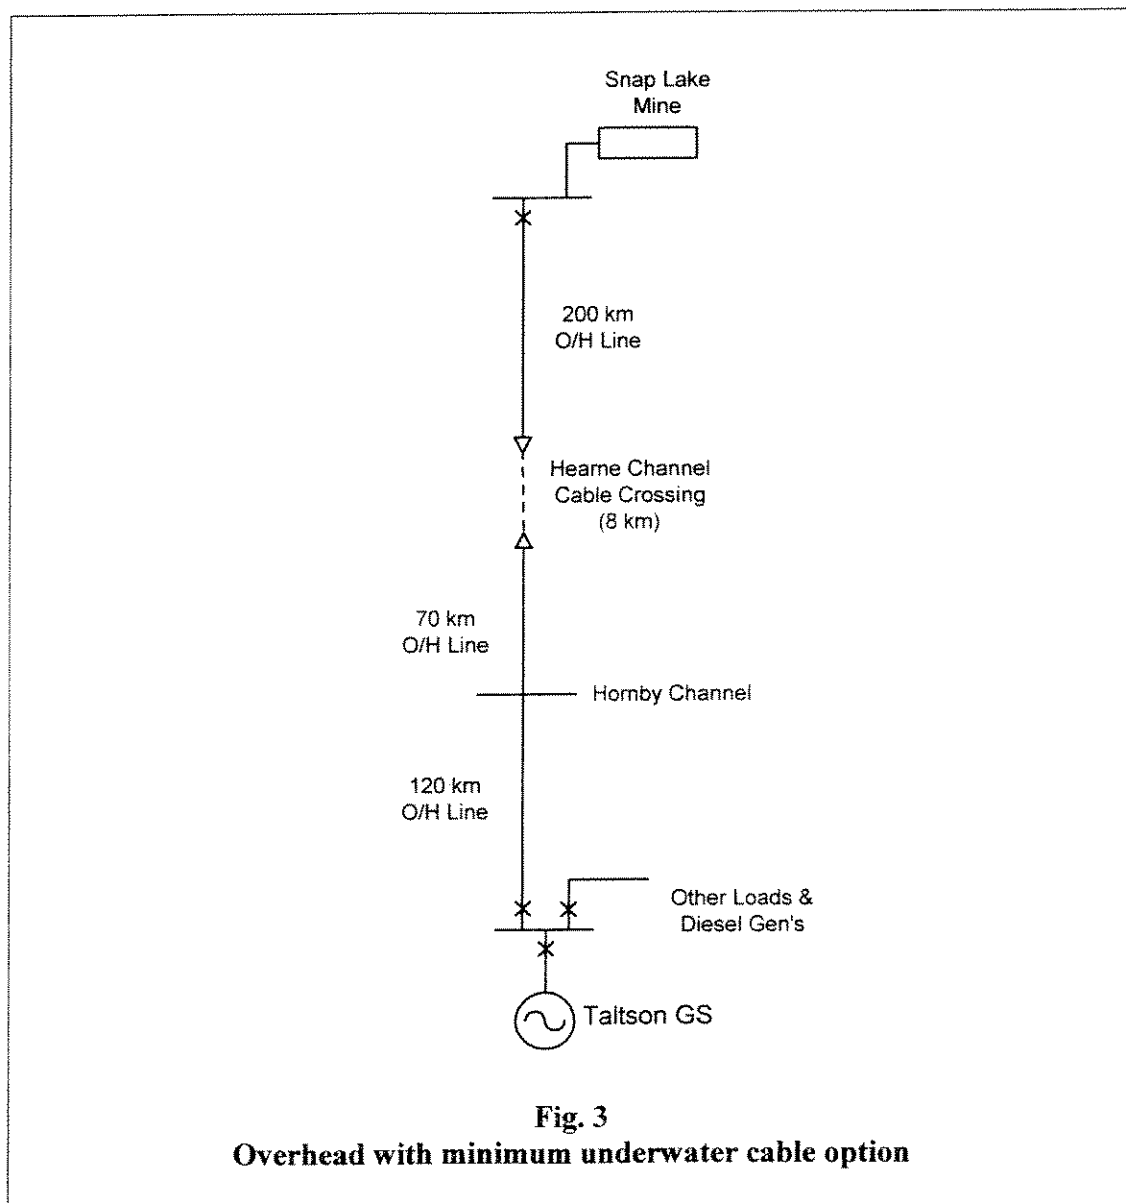 Snap Lake
Mine
200 km
O/H Line
Hearne Channel
Cable Crossing
(8 km)
70 km
O/H Line
Hornby Channel
120 km
O/H Line
Other Loads &
Diesel Gen's
Taltson GS
Fig. 3
Overhead with minimum underwater cable option